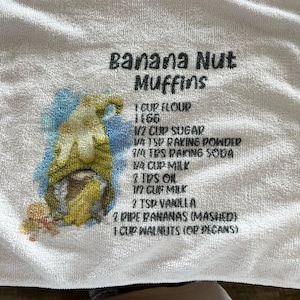 Banana Nut
Muffins
1 CUP FLOUR
1 EGG
1/2 CUP SUGAR
1/4 TSP BAKING POWDER
1/4 TBS BAKING SODA
1/4 CUP MILK
2 TBS OIL
1/2 CUP MILK
2 TSP VANILLA
2 RIPE BANANAS (MASHED)
1 CUP WALNUTS (OR PECANS)